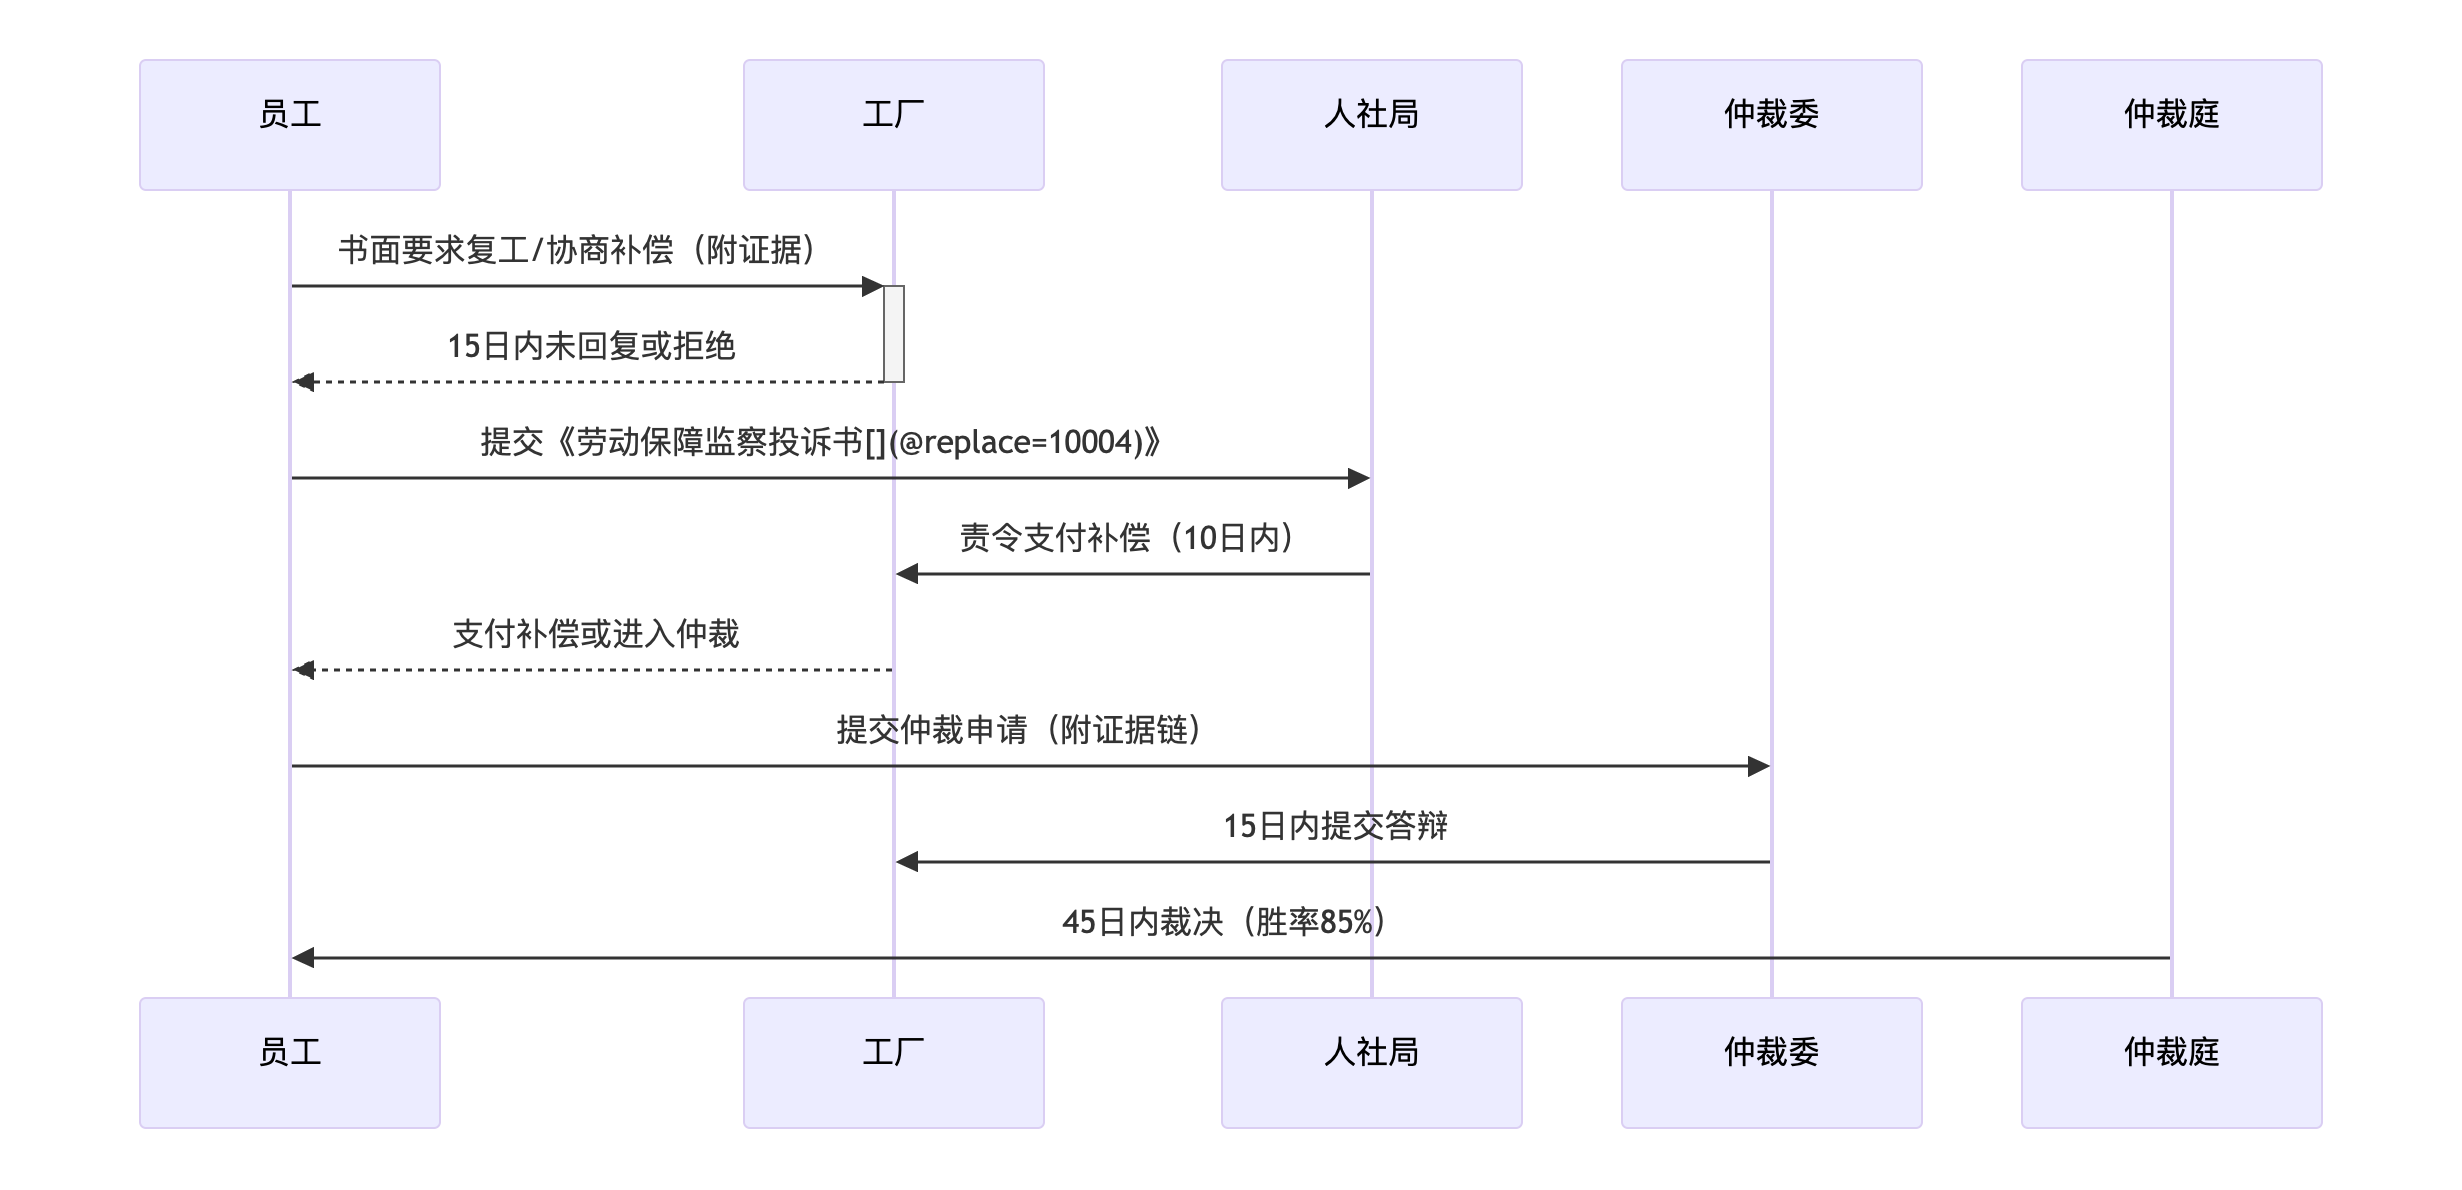 员工
工厂
人社局
仲裁委
仲裁庭
书面要求复工/协商补偿（附证据）
15日内未回复或拒绝
提交《劳动保障监察投诉书[](@replace=10004)》
责令支付补偿（10日内）
支付补偿或进入仲裁
提交仲裁申请（附证据链）
15日内提交答辩
45日内裁决（胜率85%）
员工
工厂
人社局
仲裁委
仲裁庭